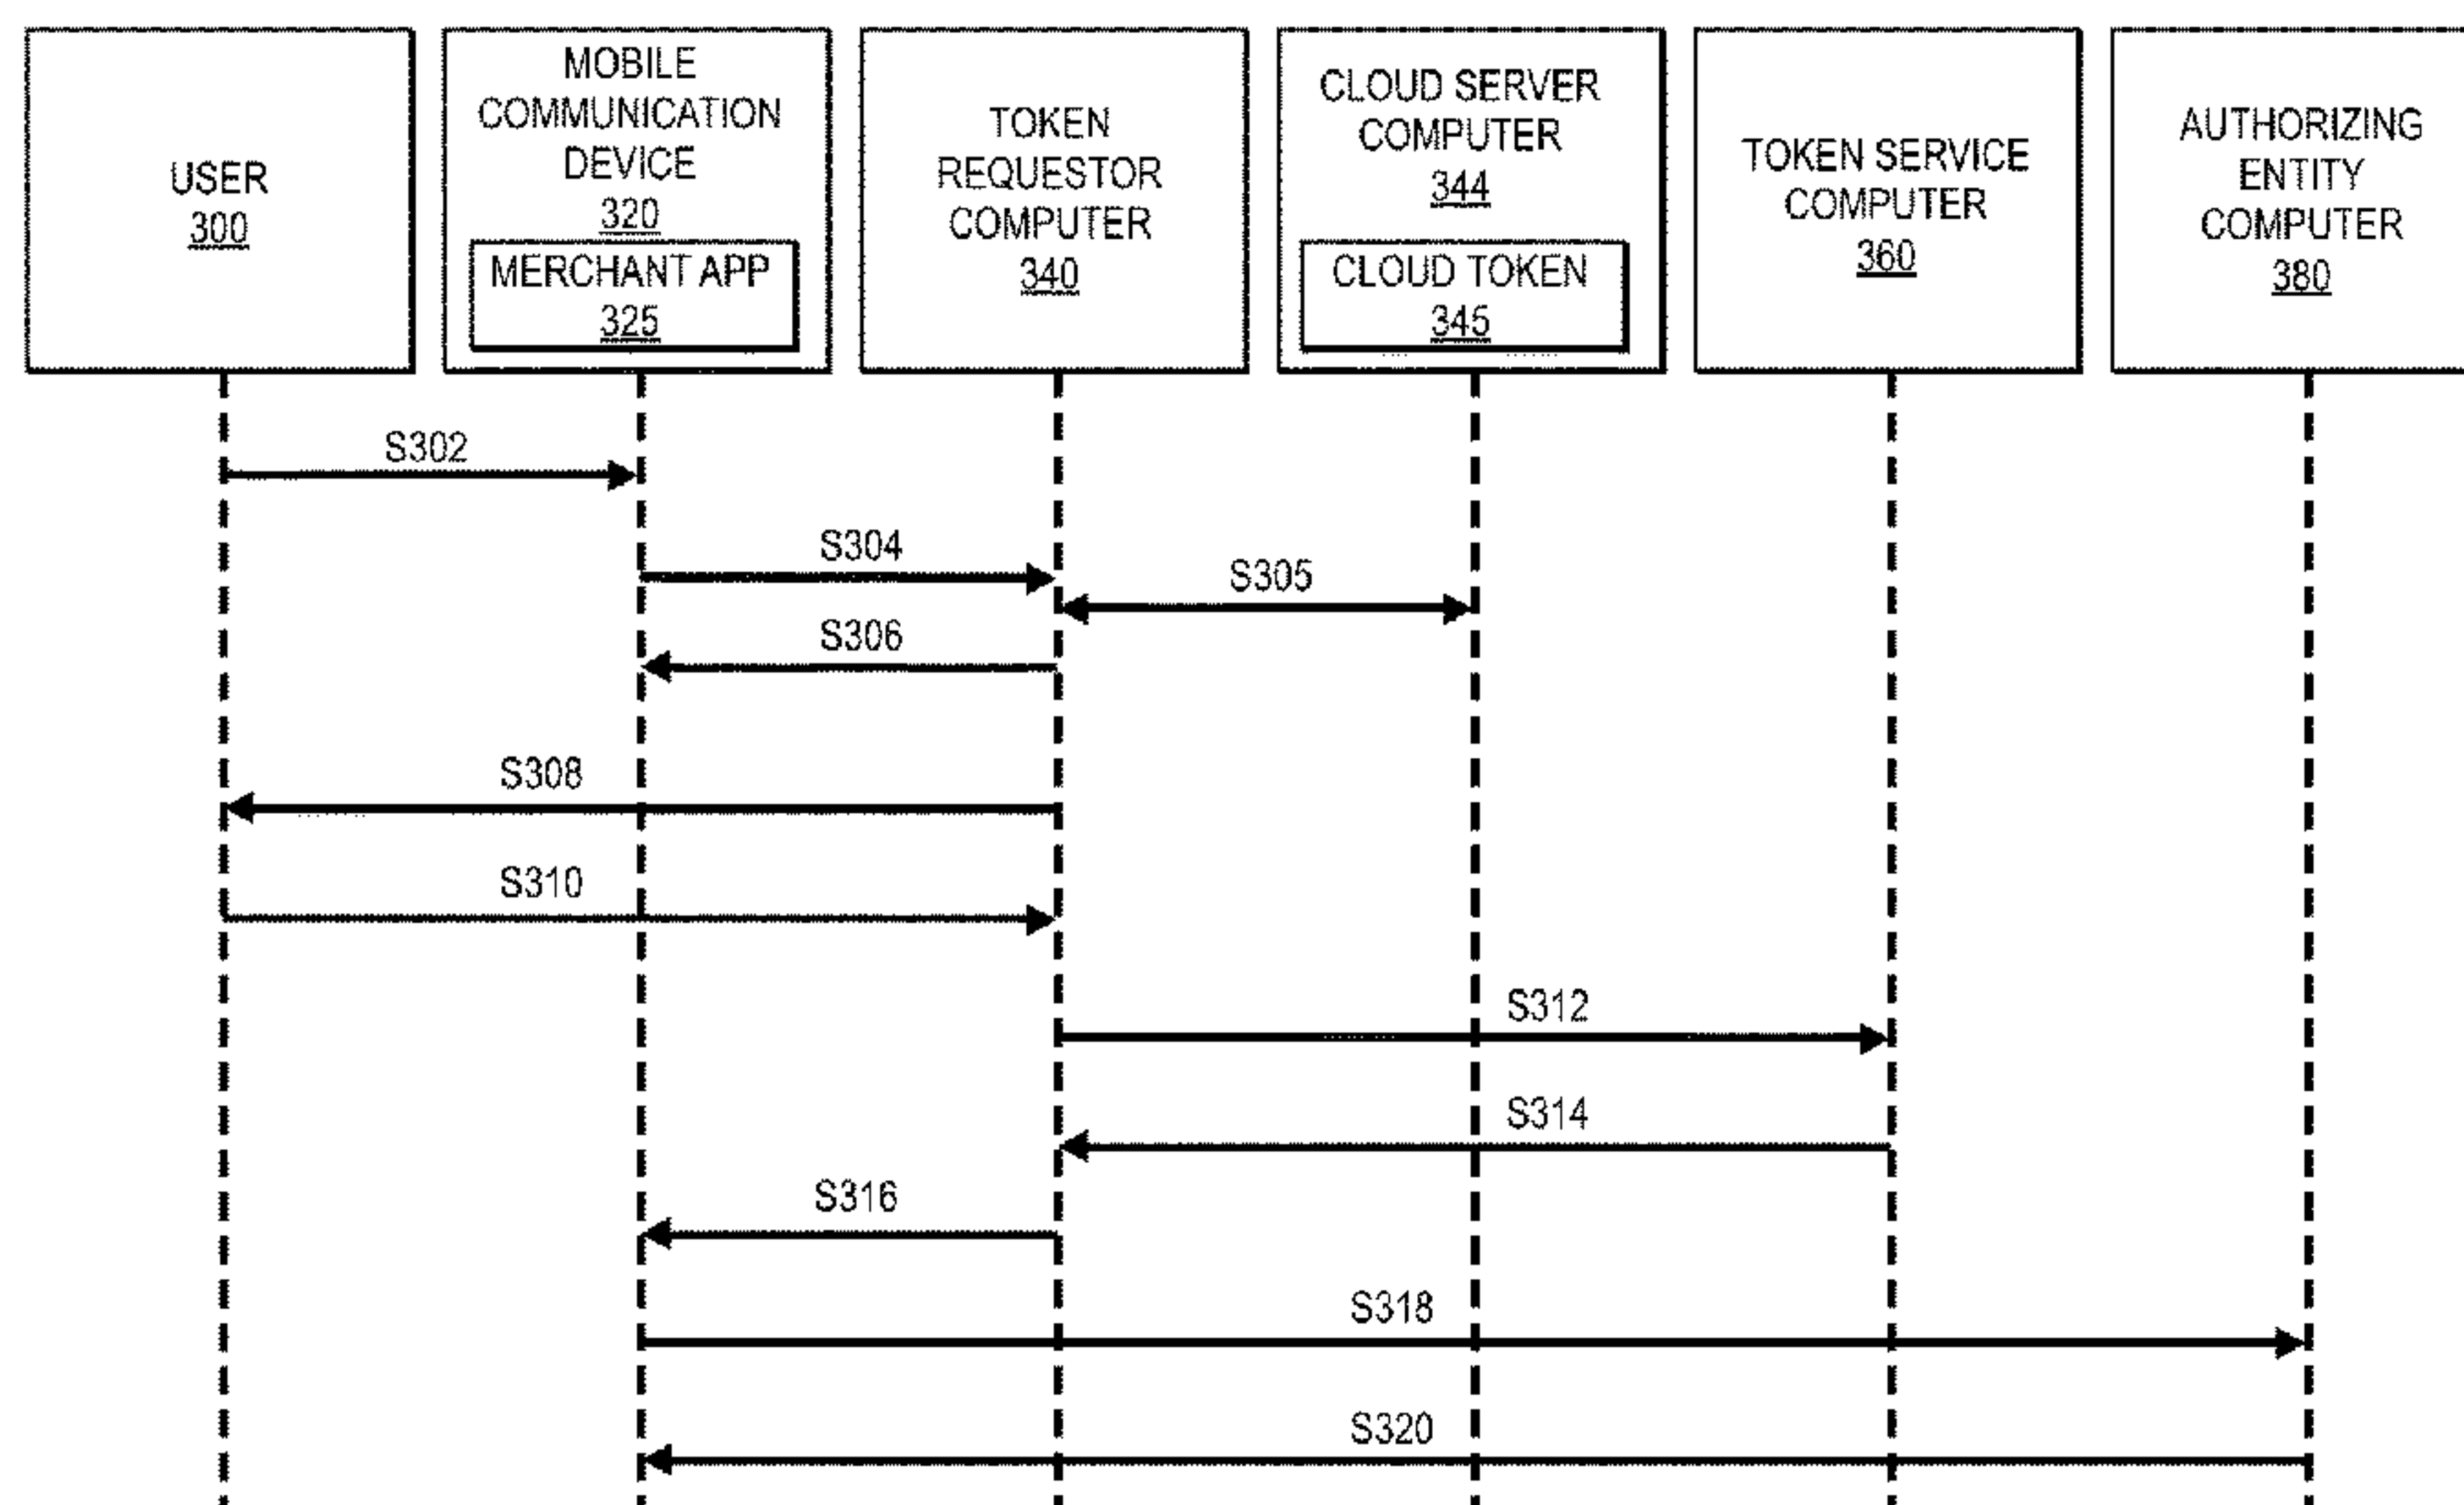 USER
300
MOBILE
COMMUNICATION
DEVICE
320
MERCHANT APP
325
TOKEN
REQUESTOR
COMPUTER
340
CLOUD SERVER
COMPUTER
344
CLOUD TOKEN
345
TOKEN SERVICE
COMPUTER
360
AUTHORIZING
ENTITY
COMPUTER
380
S302
S304
S305
S306
S308
S310
S312
S314
S316
S318
S320